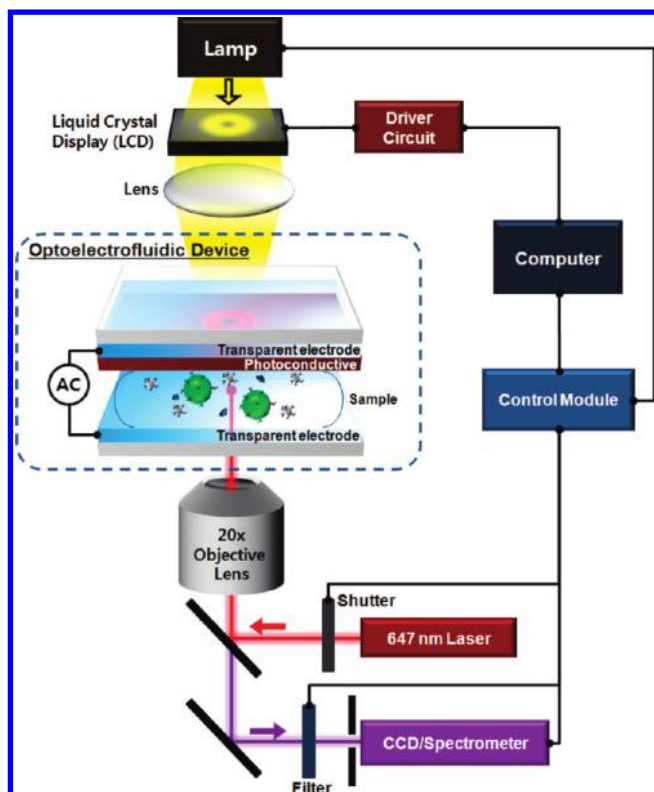 Lamp
Liquid Crystal
Display (LCD)
Driver
Circuit
Lens
Optoelectrofluidic Device
Computer
Transparent electrode
Photoconductive
AC
Sample
Control Module
Transparent electrode
20x
Objective
Lens
Shutter
647 nm Laser
CCD/Spectrometer
Filter